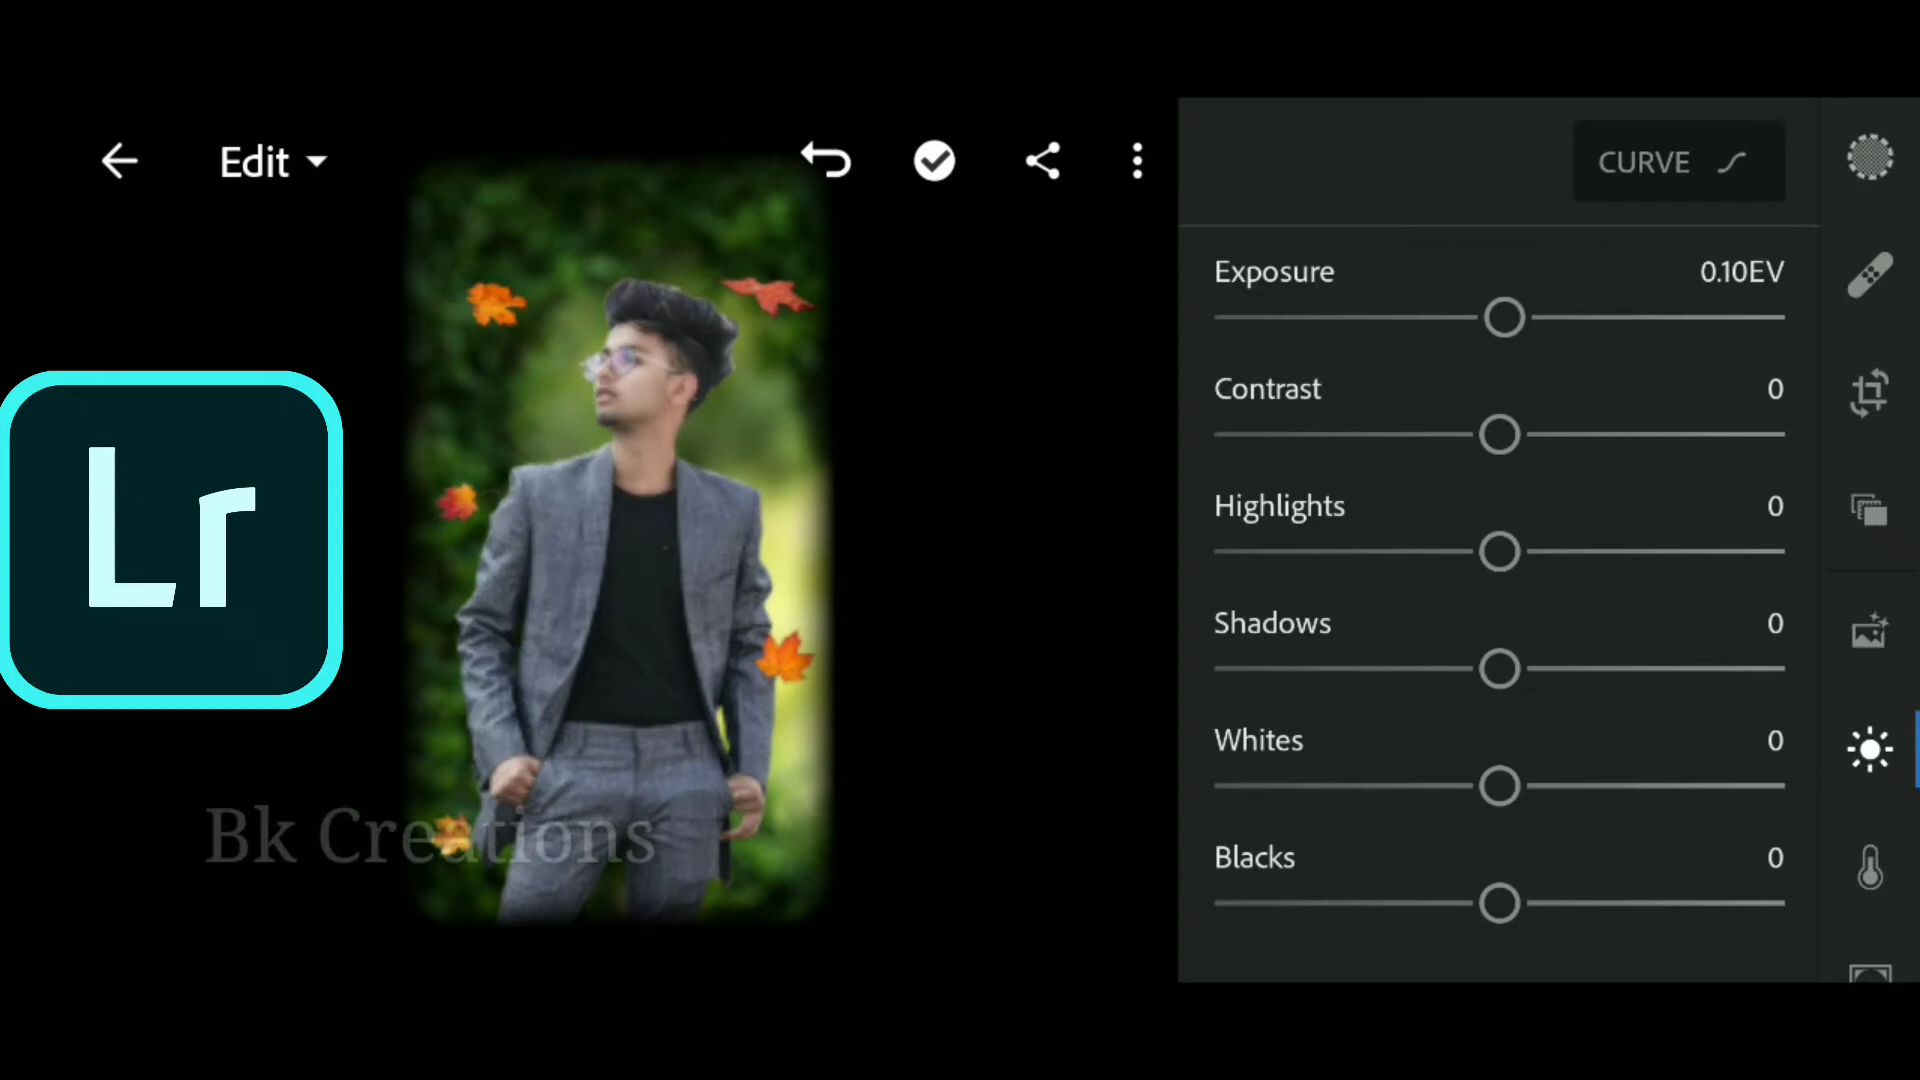 Edit
CURVE
Exposure 0.10EV
Contrast 0
Highlights 0
Lr
Shadows 0
Whites 0
Bk Creations
Blacks 0